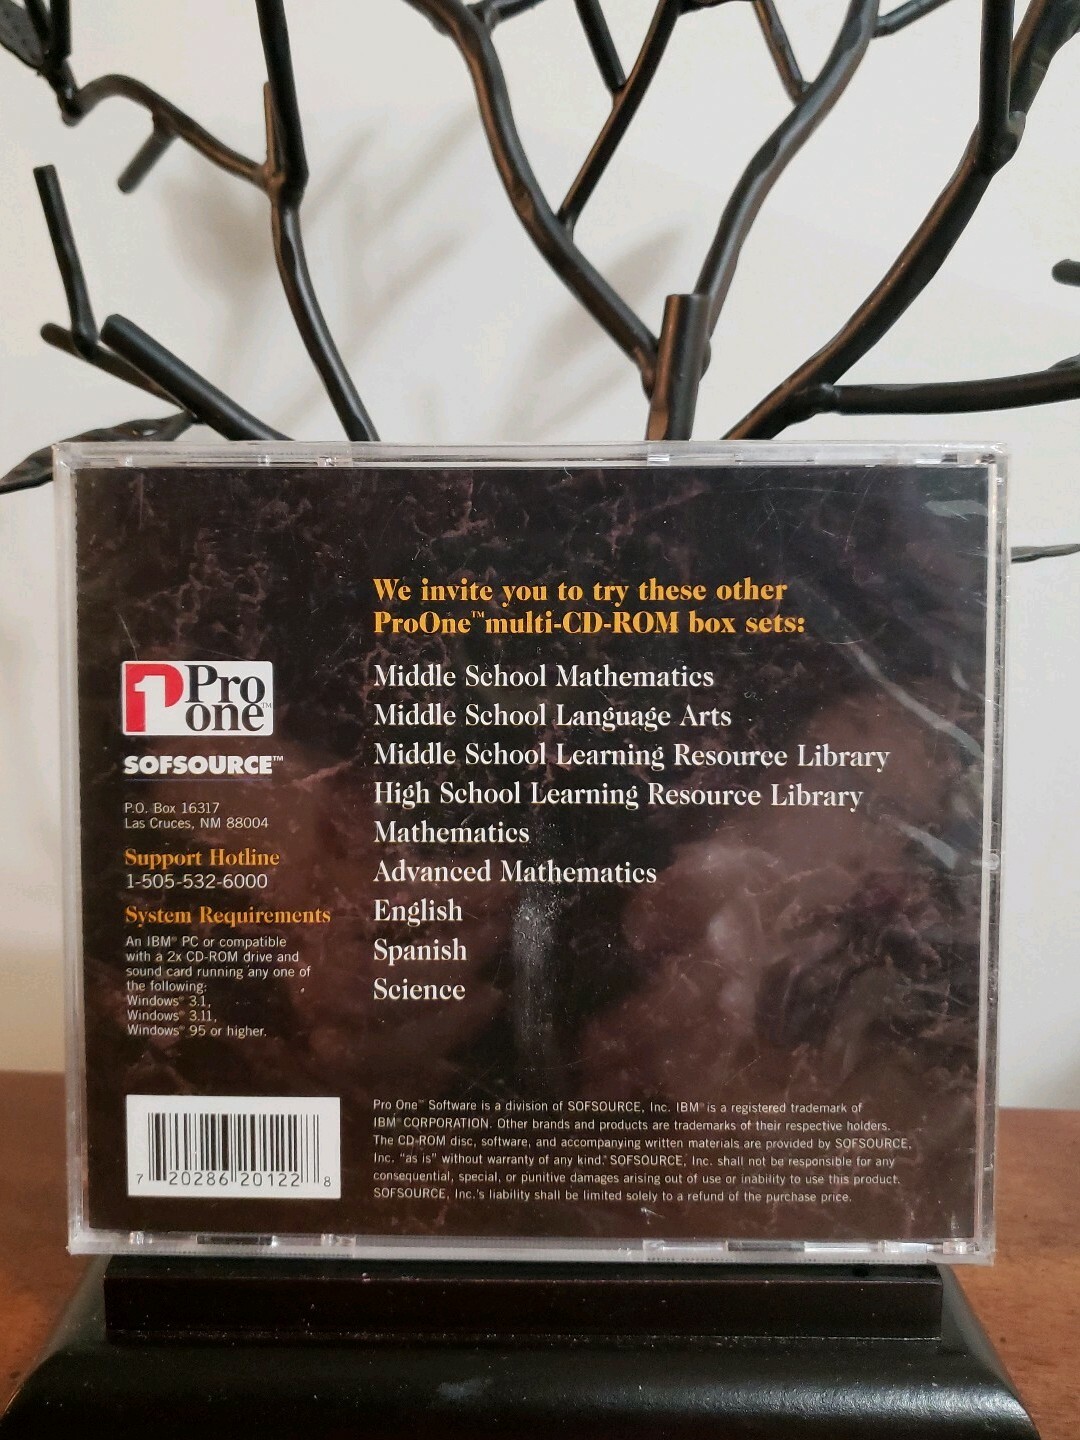 We invite you to try these other
ProOne™ multi-CD-ROM box sets:
Middle School Mathematics
Middle School Language Arts
Middle School Learning Resource Library
High School Learning Resource Library
Mathematics
Advanced Mathematics
English
Spanish
Science
1 Pro one™
SOFSOURCE™
P.O. Box 16317
Las Cruces, NM 88004
Support Hotline
1-505-532-6000
System Requirements
An IBM® PC or compatible
with a 2x CD-ROM drive and
sound card running any one of
the following:
Windows® 3.1,
Windows® 3.11,
Windows® 95 or higher.
7 20286 20122 8
Pro One™ Software is a division of SOFSOURCE, Inc. IBM® is a registered trademark of
IBM® CORPORATION. Other brands and products are trademarks of their respective holders.
The CD-ROM disc, software, and accompanying written materials are provided by SOFSOURCE,
Inc. "as is" without warranty of any kind. SOFSOURCE, Inc. shall not be responsible for any
consequential, special, or punitive damages arising out of use or inability to use this product.
SOFSOURCE, Inc.'s liability shall be limited solely to a refund of the purchase price.